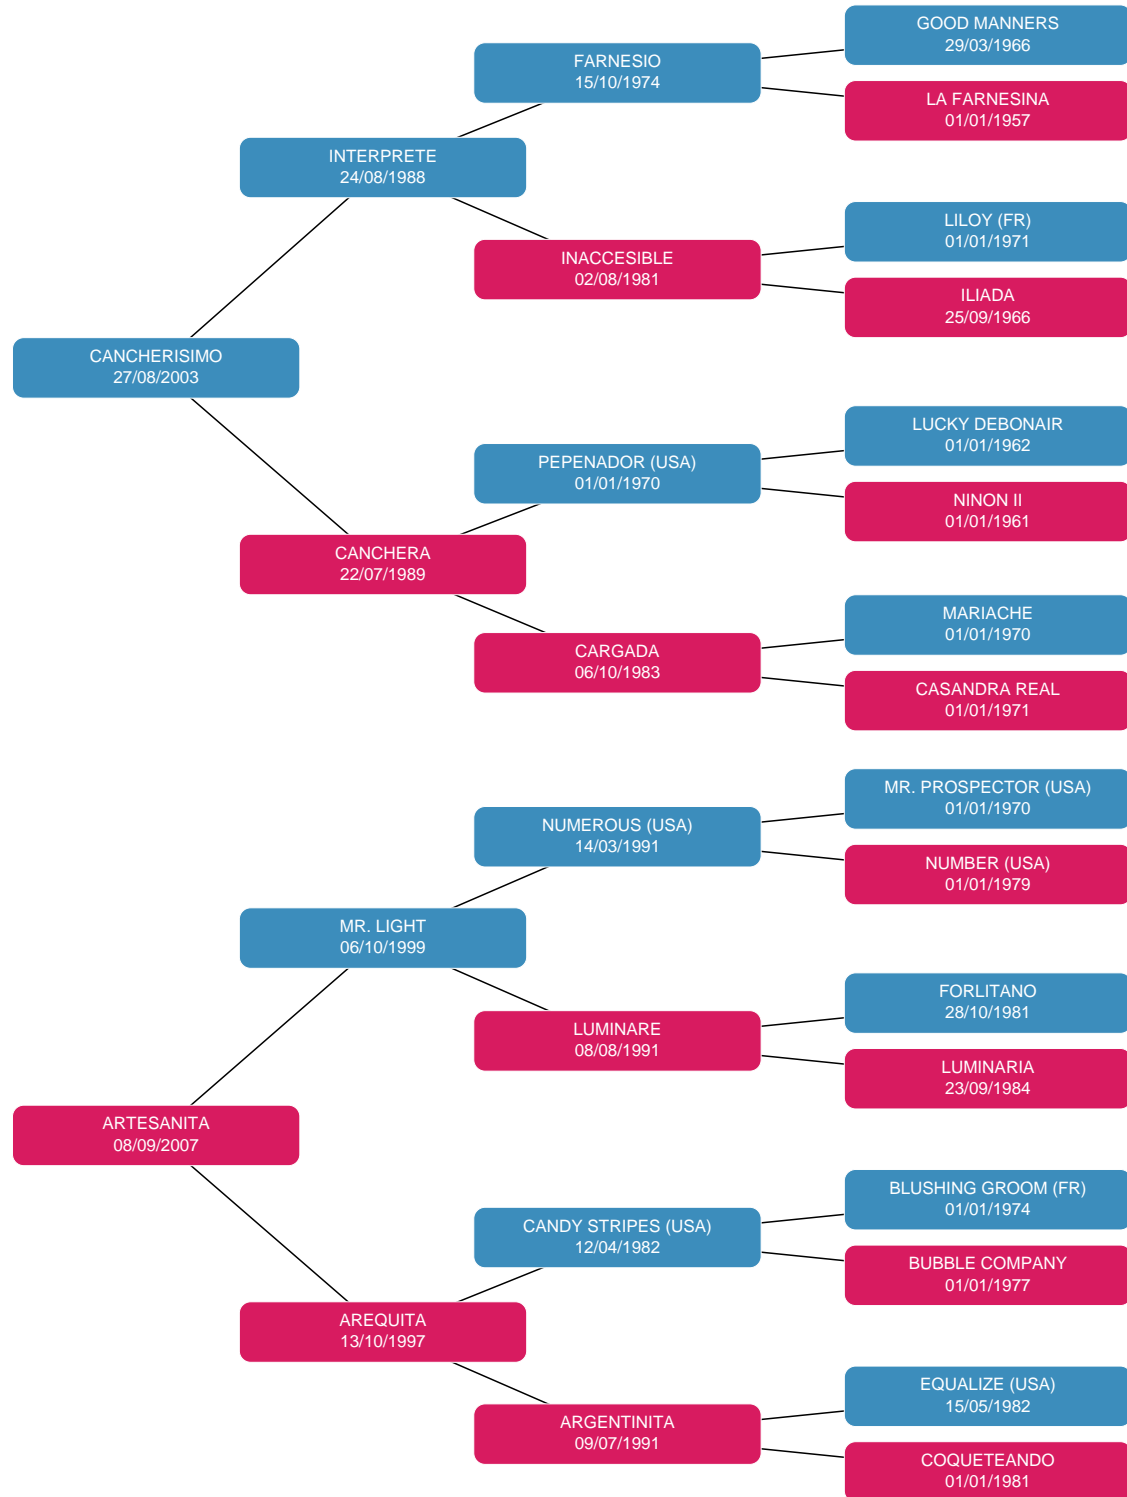 GOOD MANNERS
29/03/1966
FARNESIO
15/10/1974
LA FARNESINA
01/01/1957
INTERPRETE
24/08/1988
LILOY (FR)
01/01/1971
INACCESIBLE
02/08/1981
ILIADA
25/09/1966
CANCHERISIMO
27/08/2003
LUCKY DEBONAIR
01/01/1962
PEPENADOR (USA)
01/01/1970
NINON II
01/01/1961
CANCHERA
22/07/1989
MARIACHE
01/01/1970
CARGADA
06/10/1983
CASANDRA REAL
01/01/1971
MR. PROSPECTOR (USA)
01/01/1970
NUMEROUS (USA)
14/03/1991
NUMBER (USA)
01/01/1979
MR. LIGHT
06/10/1999
FORLITANO
28/10/1981
LUMINARE
08/08/1991
LUMINARIA
23/09/1984
ARTESANITA
08/09/2007
BLUSHING GROOM (FR)
01/01/1974
CANDY STRIPES (USA)
12/04/1982
BUBBLE COMPANY
01/01/1977
AREQUITA
13/10/1997
EQUALIZE (USA)
15/05/1982
ARGENTINITA
09/07/1991
COQUETEANDO
01/01/1981